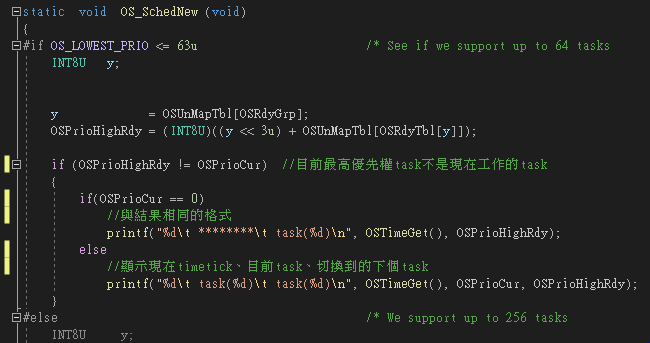 static void OS_SchedNew (void)
{
#if OS_LOWEST_PRIO <= 63u /* See if we support up to 64 tasks
INT8U y;
y = OSUnMapTbl[OSRdyGrp];
OSPrioHighRdy = (INT8U)((y << 3u) + OSUnMapTbl[OSRdyTbl[y]]);
if (OSPrioHighRdy != OSPrioCur) //目前最高優先權task不是現在工作的task
{
if(OSPrioCur == 0)
//與結果相同的格式
printf("%d\t ********\t task(%d)\n", OSTimeGet(), OSPrioHighRdy);
else
//顯示現在timetick、目前task、切換到的下個task
printf("%d\t task(%d)\t task(%d)\n", OSTimeGet(), OSPrioCur, OSPrioHighRdy);
}
#else /* We support up to 256 tasks
INT8U y;